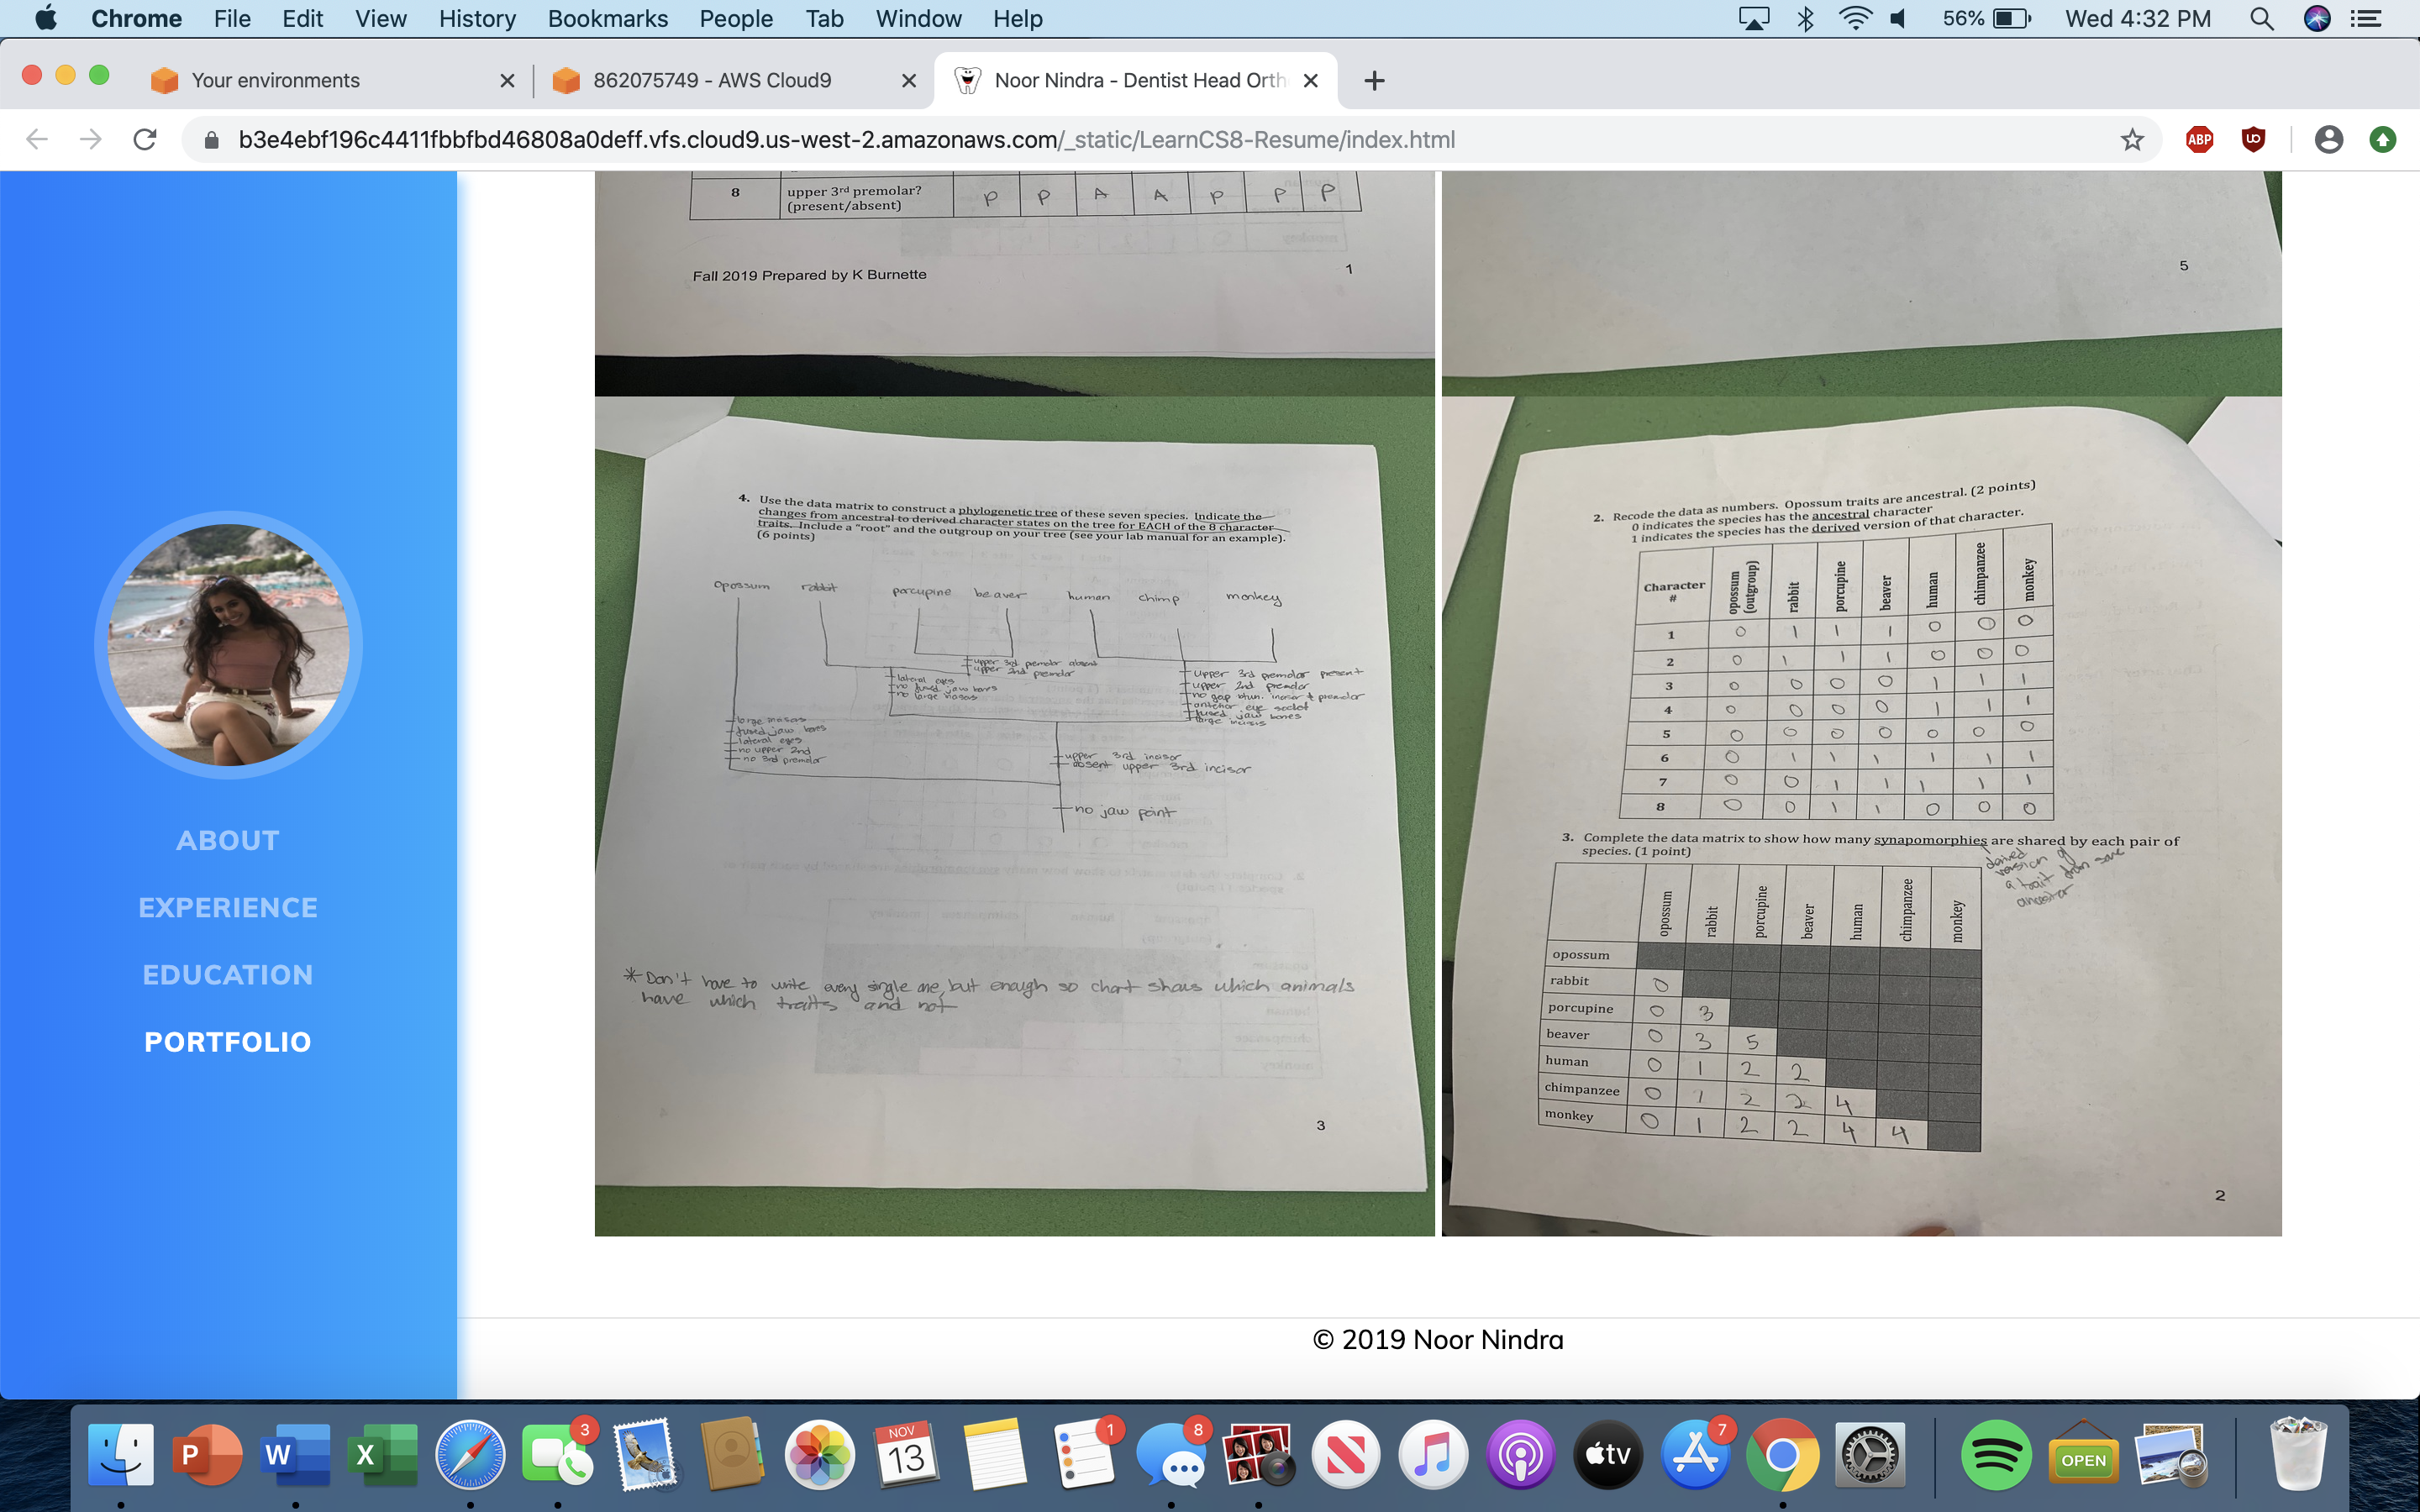 Chrome File Edit View History Bookmarks People Tab Window Help 56% Wed 4:32 PM
Your environments
862075749 - AWS Cloud9
Noor Nindra - Dentist Head Orth
b3e4ebf196c4411fbbfbd46808a0deff.vfs.cloud9.us-west-2.amazonaws.com/_static/LearnCS8-Resume/index.html
ABP
ABOUT
EXPERIENCE
EDUCATION
PORTFOLIO
8 upper 3rd premolar? P P A A P P P
(present/absent)
Fall 2019 Prepared by K Burnette
1
5
4. Use the data matrix to construct a phylogenetic tree of these seven species. Indicate the
changes from ancestral to derived character states on the tree for EACH of the 8 character
traits. Include a "root" and the outgroup on your tree (see your lab manual for an example).
(6 points)
opossum rabbit porcupine beaver human chimp monkey
upper 3rd premolar absent
upper 2nd premolar
lateral eyes
no fused jaw bones
no large
upper 3rd premolar present
upper 2nd premolar
no gap btwn. incisor & premolar
anterior eye socket
fused jaw bones
large
large
fused jaw bones
lateral eyes
no upper 2nd
no 3rd premolar
upper 3rd incisor
absent upper 3rd incisor
no jaw point
*Don't have to write every single one, but enough so chart shows which animals
have which traits and not
3
2. Recode the data as numbers. Opossum traits are ancestral. (2 points)
0 indicates the species has the ancestral character
1 indicates the species has the derived version of that character.
Character # opossum (outgroup) rabbit porcupine beaver human chimpanzee monkey
1 0 1 1 1 0 0 0
2 0 1 1 1 0 0 0
3 0 0 0 0 1 1 1
4 0 0 0 0 1 1 1
5 0 0 0 0 0 0 0
6 0 1 1 1 1 1 1
7 0 0 1 1 1 1 1
8 0 0 1 1 0 0 0
3. Complete the data matrix to show how many synapomorphies are shared by each pair of
species. (1 point)
derived
version of
a trait from same
ancestor
opossum rabbit porcupine beaver human chimpanzee monkey
opossum
rabbit 0
porcupine 0 3
beaver 0 3 5
human 0 1 2 2
chimpanzee 0 1 2 2 4
monkey 0 1 2 2 4 4
2
© 2019 Noor Nindra
P W X 3 NOV 13 1 8 tv 7 OPEN